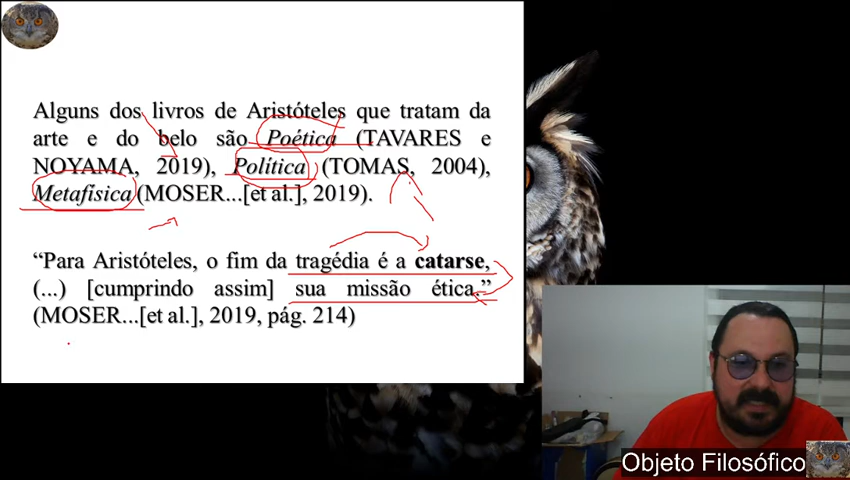 Alguns dos livros de Aristóteles que tratam da
arte e do belo são Poética (TAVARES e
NOYAMA, 2019), Política (TOMAS, 2004),
Metafísica (MOSER...[et al.], 2019).
“Para Aristóteles, o fim da tragédia é a catarse,
(...) [cumprindo assim] sua missão ética.”
(MOSER...[et al.], 2019, pág. 214)
Objeto Filosófico